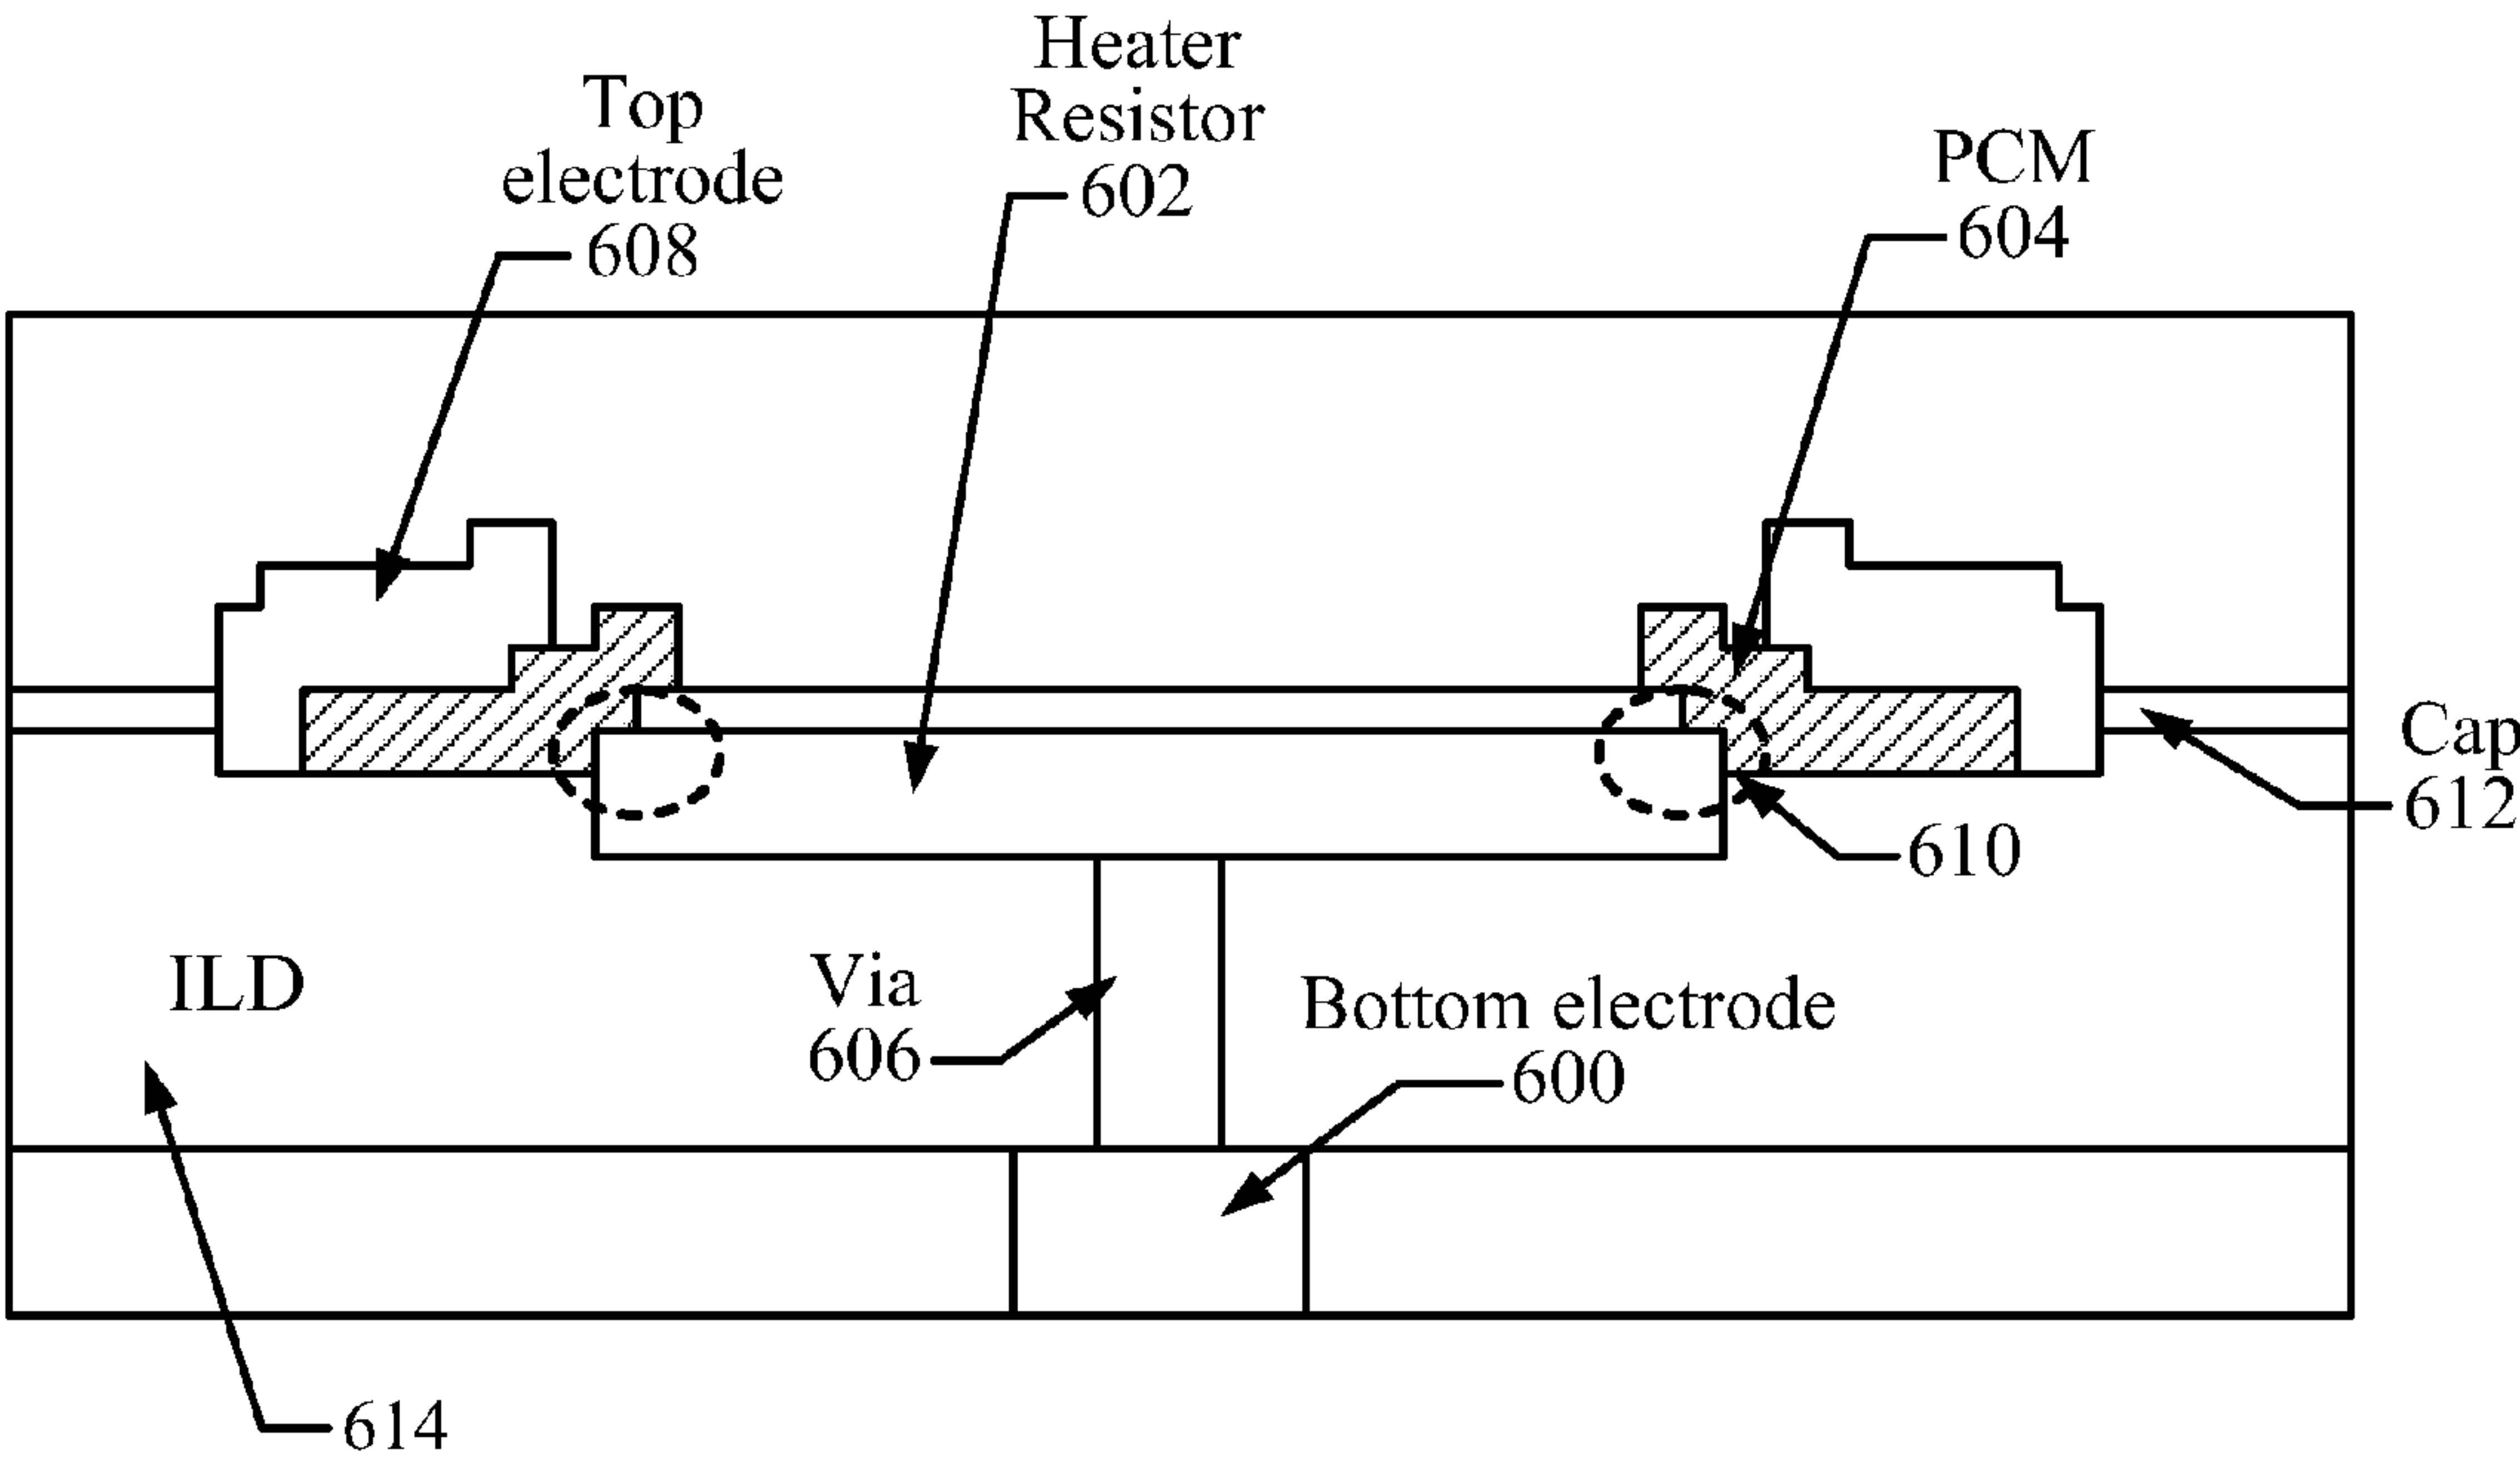 Heater
Resistor
602
Top
electrode
608
PCM
604
Cap
612
610
ILD
Via
606
Bottom electrode
600
614